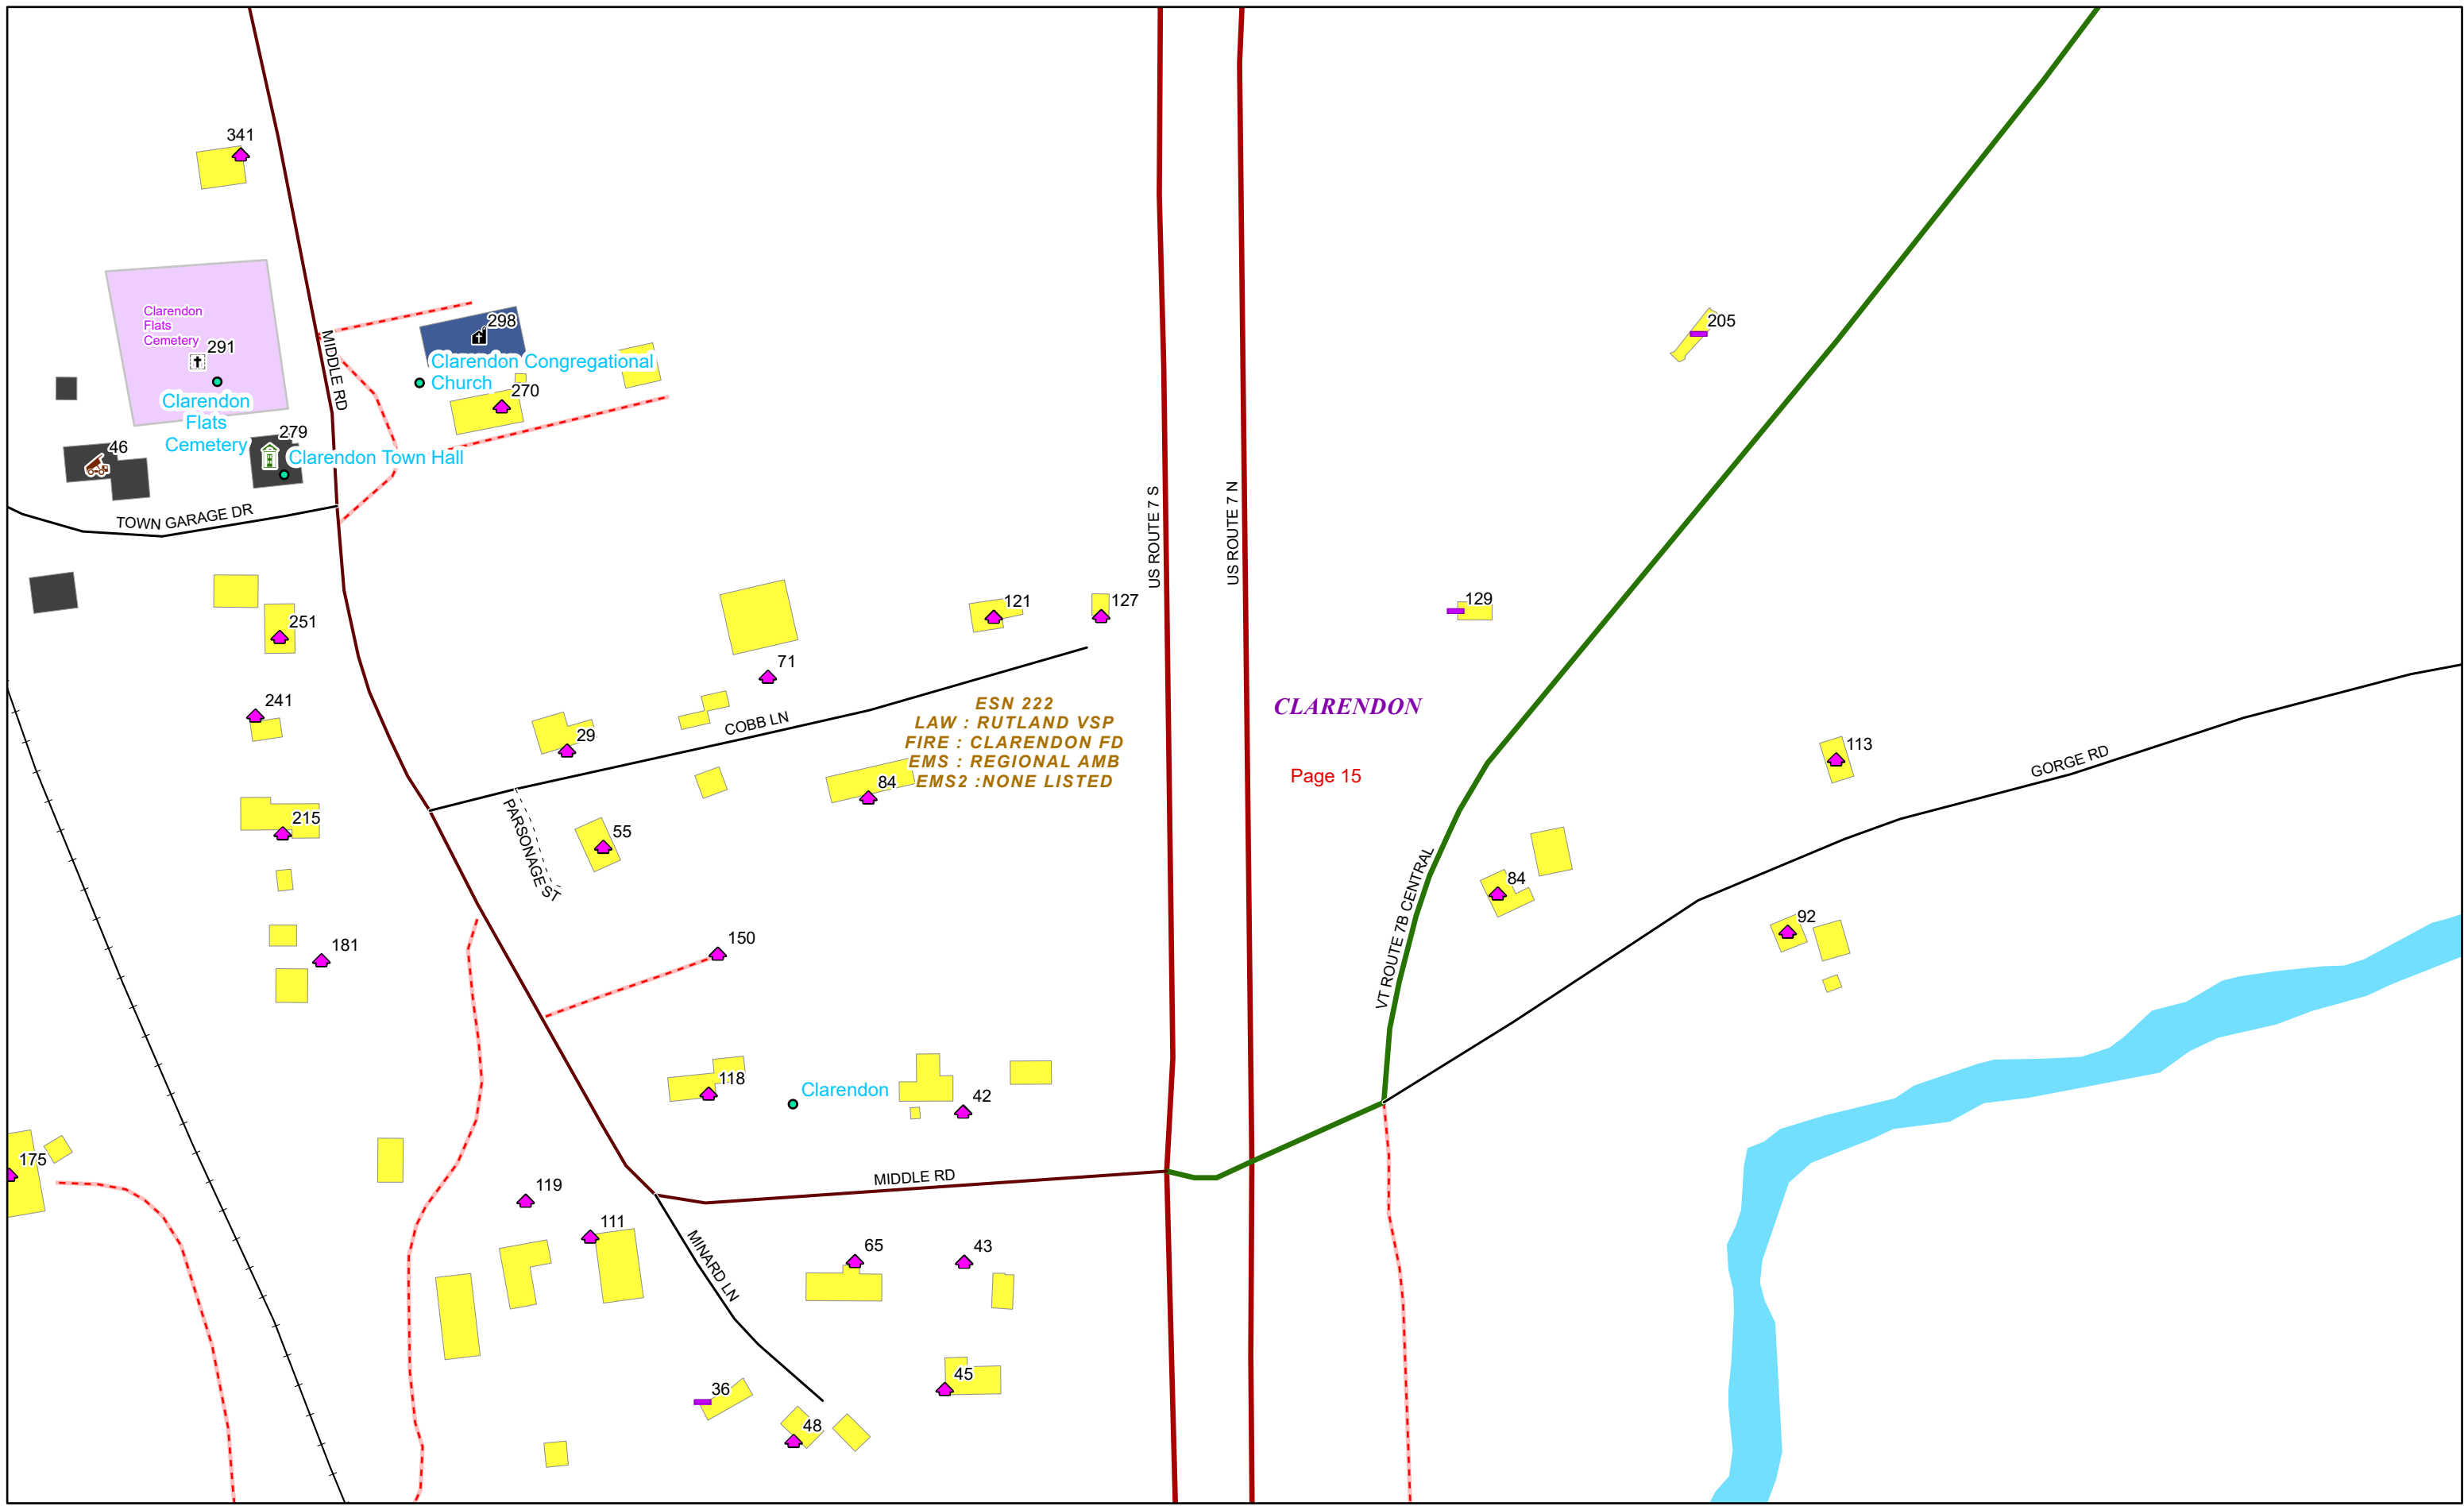 341
Clarendon
Flats
Cemetery
291
Clarendon
Flats
Cemetery
MIDDLE RD
298
Clarendon Congregational
Church
270
279
Clarendon Town Hall
46
TOWN GARAGE DR
205
US ROUTE 7 S
US ROUTE 7 N
251
121
127
129
71
241
29
COBB LN
ESN 222
LAW : RUTLAND VSP
FIRE : CLARENDON FD
EMS : REGIONAL AMB
EMS2 :NONE LISTED
CLARENDON
Page 15
113
GORGE RD
84
215
PARSONAGE ST
55
VT ROUTE 7B CENTRAL
84
92
181
150
118
Clarendon
42
175
MIDDLE RD
119
111
MINARD LN
65
43
36
45
48